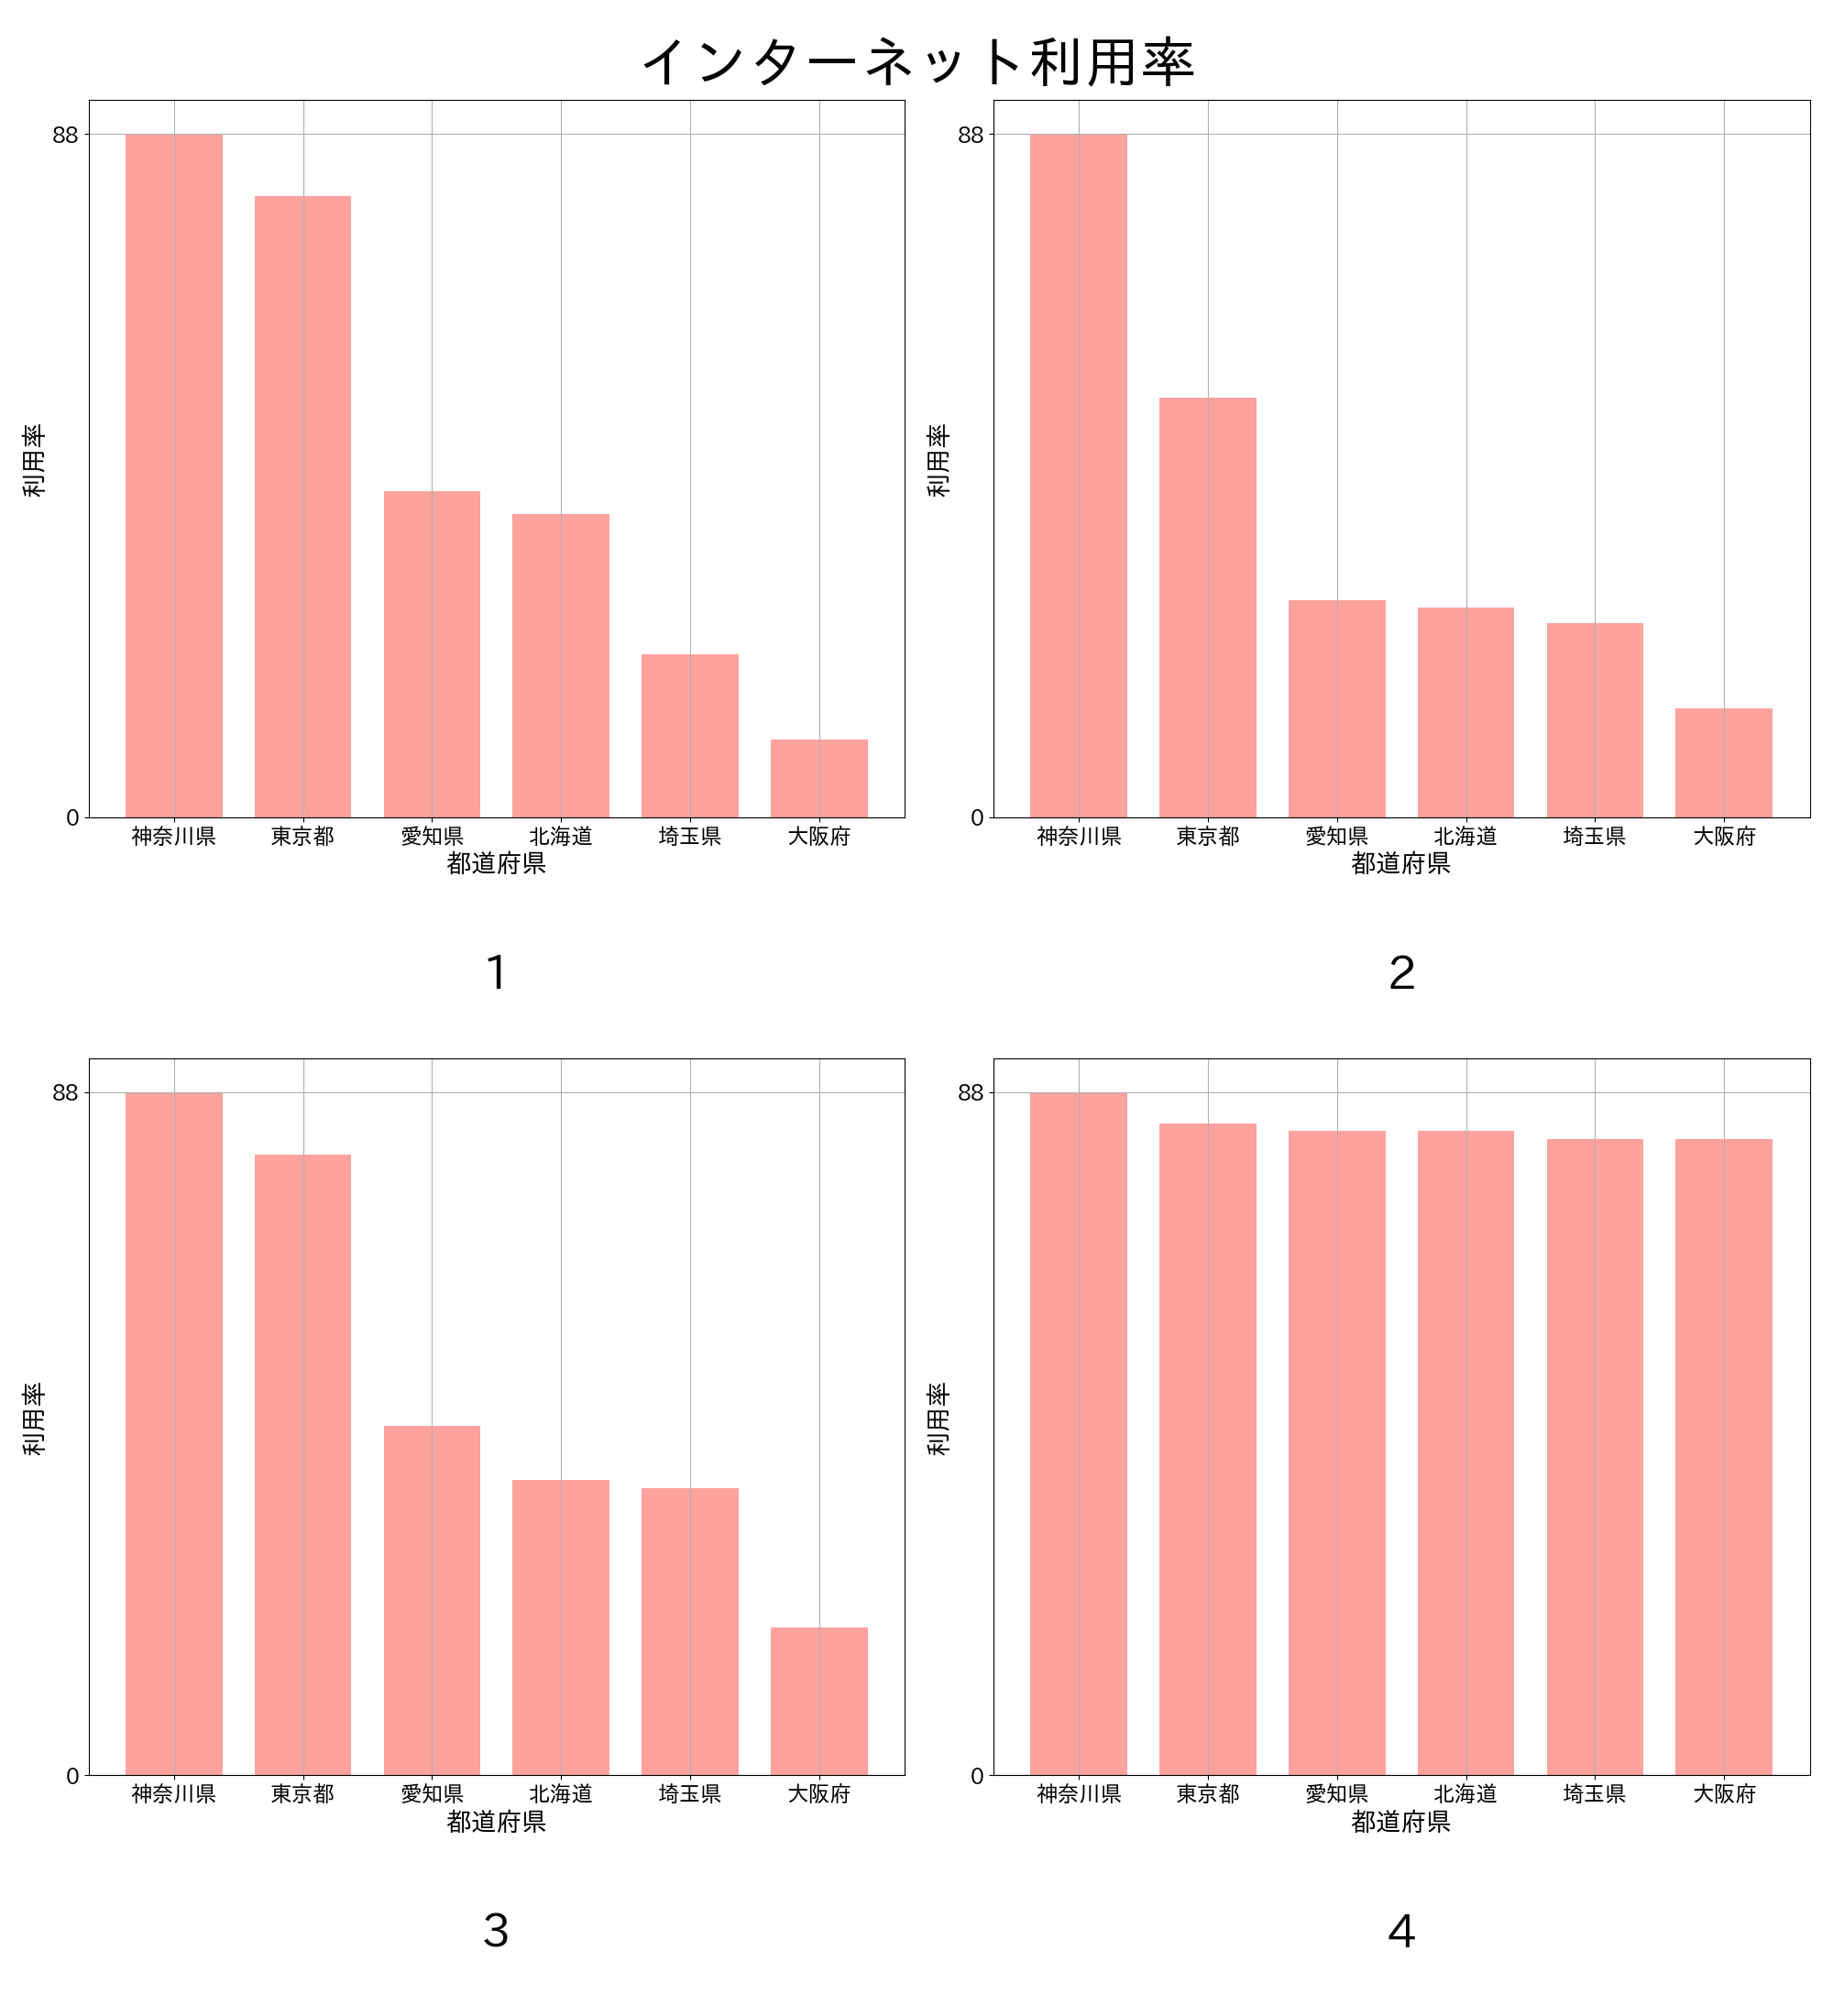 インターネット利用率
88
0
利用率
神奈川県 東京都 愛知県 北海道 埼玉県 大阪府
都道府県
1
88
0
利用率
神奈川県 東京都 愛知県 北海道 埼玉県 大阪府
都道府県
2
88
0
利用率
神奈川県 東京都 愛知県 北海道 埼玉県 大阪府
都道府県
3
88
0
利用率
神奈川県 東京都 愛知県 北海道 埼玉県 大阪府
都道府県
4